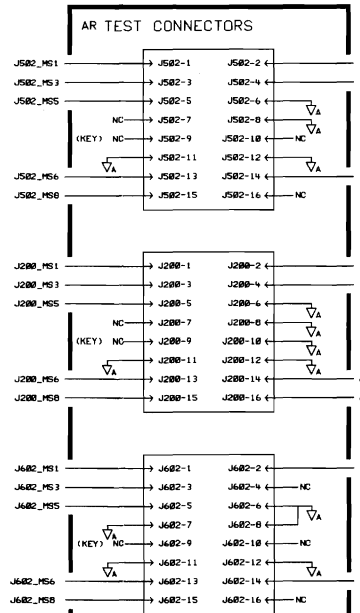 AR TEST CONNECTORS
J502_MS1 J502-1 J502-2
J502_MS3 J502-3 J502-4
J502_MS5 J502-5 J502-6 A
NC J502-7 J502-8 A
(KEY) NC J502-9 J502-10 NC
A J502-11 J502-12 A
J502_MS6 J502-13 J502-14
J502_MS8 J502-15 J502-16 NC
J200_MS1 J200-1 J200-2
J200_MS3 J200-3 J200-4
J200_MS5 J200-5 J200-6 A
NC J200-7 J200-8 A
(KEY) NC J200-9 J200-10 A
A J200-11 J200-12 A
J200_MS6 J200-13 J200-14
J200_MS8 J200-15 J200-16
J602_MS1 J602-1 J602-2
J602_MS3 J602-3 J602-4 NC
J602_MS5 J602-5 J602-6 A
A J602-7 J602-8
(KEY) NC J602-9 J602-10 NC
A J602-11 J602-12 A
J602_MS6 J602-13 J602-14
J602_MS8 J602-15 J602-16 NC